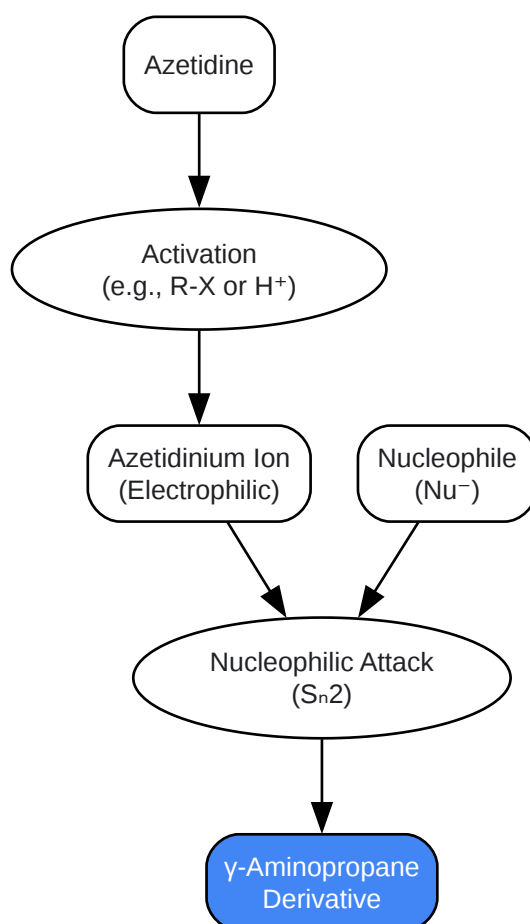 Azetidine
Activation
(e.g., R-X or H⁺)
Azetidinium Ion
(Electrophilic)
Nucleophile
(Nu⁻)
Nucleophilic Attack
(Sₙ2)
γ-Aminopropane
Derivative